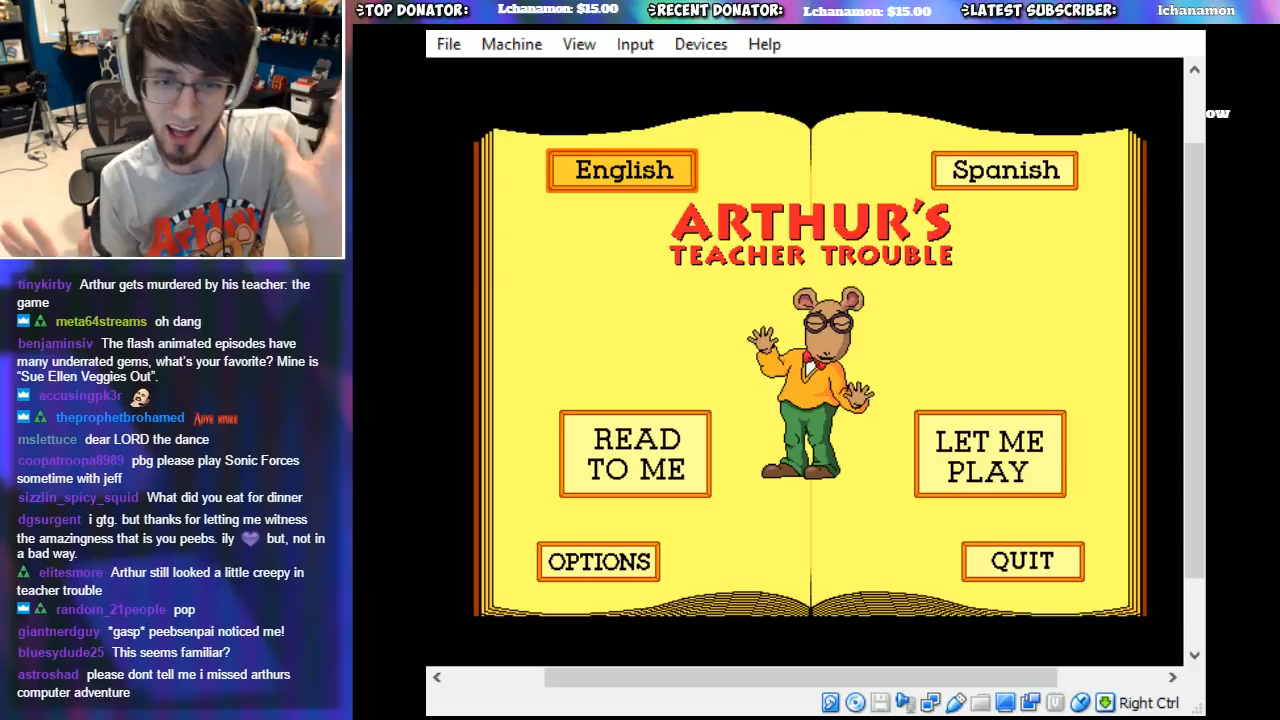 TOP DONATOR:
Lchanamon: $15.00
RECENT DONATOR:
Lchanamon: $15.00
LATEST SUBSCRIBER:
lchanamon
File Machine View Input Devices Help
ow
English
Spanish
ARTHUR'S
TEACHER TROUBLE
READ
TO ME
LET ME
PLAY
OPTIONS
QUIT
Right Ctrl
Arthur
tinykirby Arthur gets murdered by his teacher: the
game
meta64streams oh dang
benjaminsiv The flash animated episodes have
many underrated gems, what's your favorite? Mine is
“Sue Ellen Veggies Out”.
accusingpk3r
theprophetbrohamed
mslettuce dear LORD the dance
coopatroopa8989 pbg please play Sonic Forces
sometime with jeff
sizzlin_spicy_squid What did you eat for dinner
dgsurgent i gtg. but thanks for letting me witness
the amazingness that is you peebs. ily but, not in
a bad way.
elitesmore Arthur still looked a little creepy in
teacher trouble
random_21people pop
giantnerdguy *gasp* peebsenpai noticed me!
bluesydude25 This seems familiar?
astroshad please dont tell me i missed arthurs
computer adventure